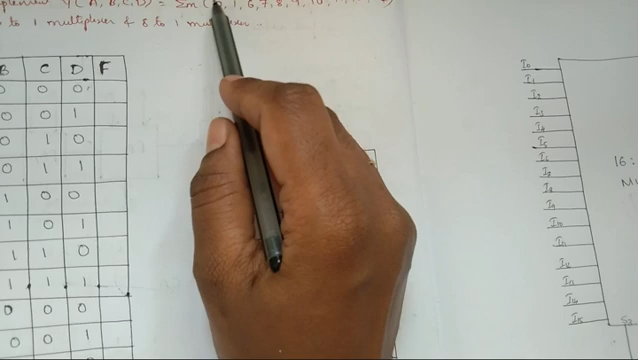 Y(A,B,C,D) = Σm (0, 1, 6, 7, 8, 9, 10,
to 1 multiplexer & 8 to 1
B C D F
0 0 0
0 0 1
0 1 0
0 1 1
1 0 0
1 0 1
1 1 0
1 1 1
0 0 0
0 0 1
I0
I1
I2
I3
I4
I5
I8
I9
I10
I11
I12
I13
I14
I15
16: